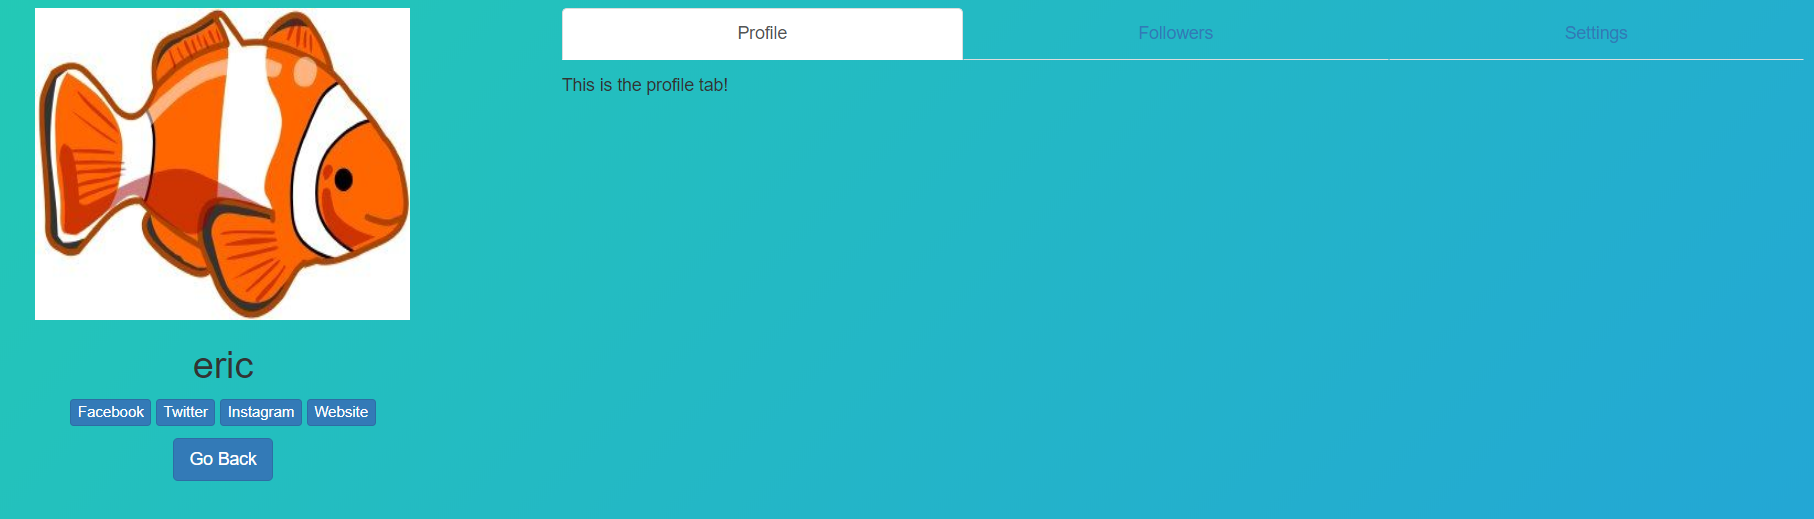 Profile Followers Settings
This is the profile tab!
eric
Facebook Twitter Instagram Website
Go Back